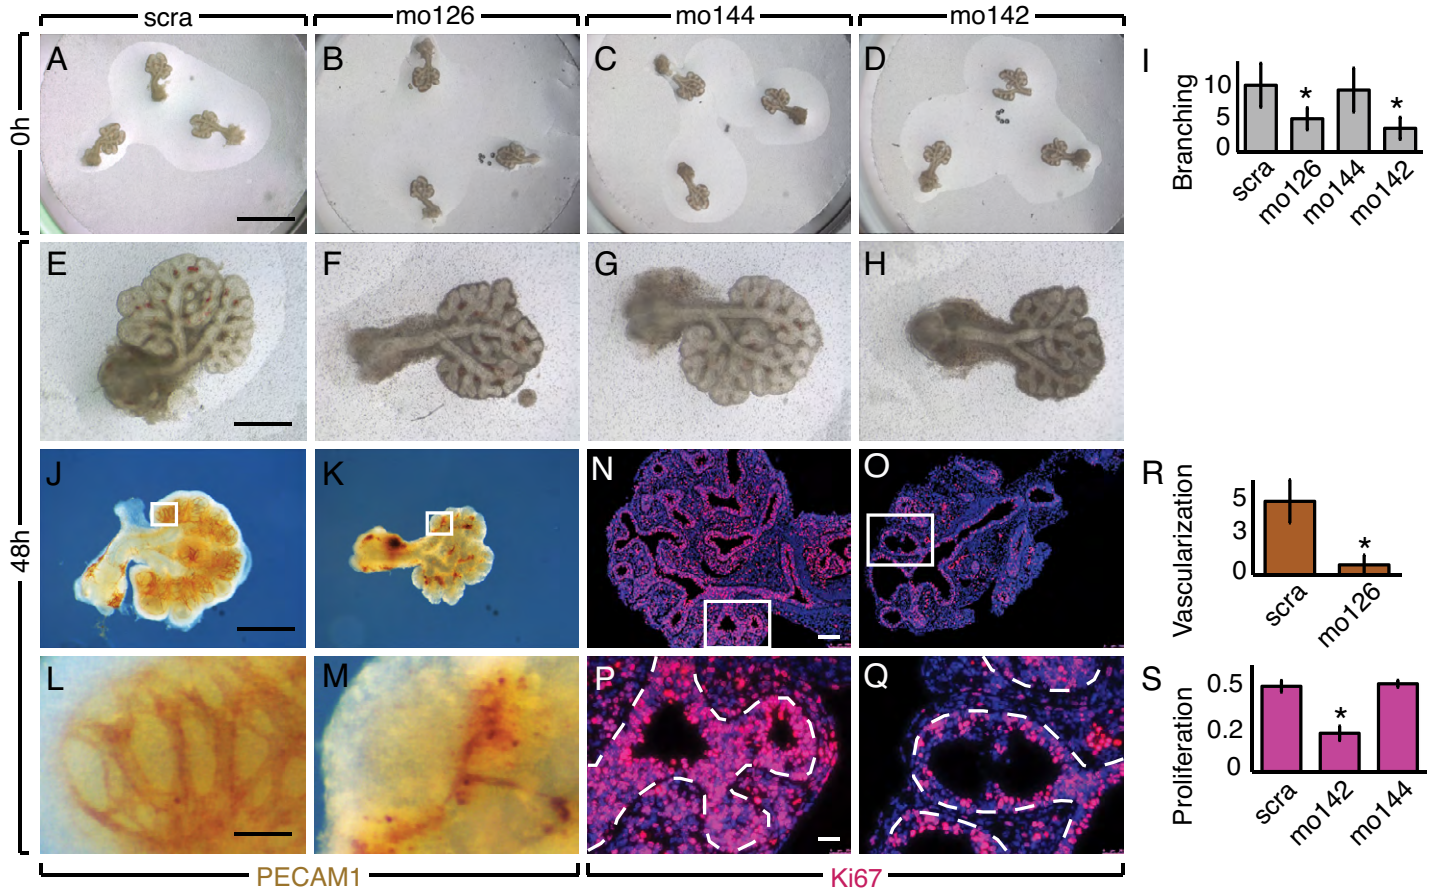 scra mo126 mo144 mo142
0h
A B C D
I
Branching
10
5
0
scra mo126 mo144 mo142
* *
48h
E F G H
J K N O
R
Vascularization
5
3
0
*
scra mo126
L M P Q
S
Proliferation
0.5
0.2
0
*
scra mo142 mo144
PECAM1 Ki67